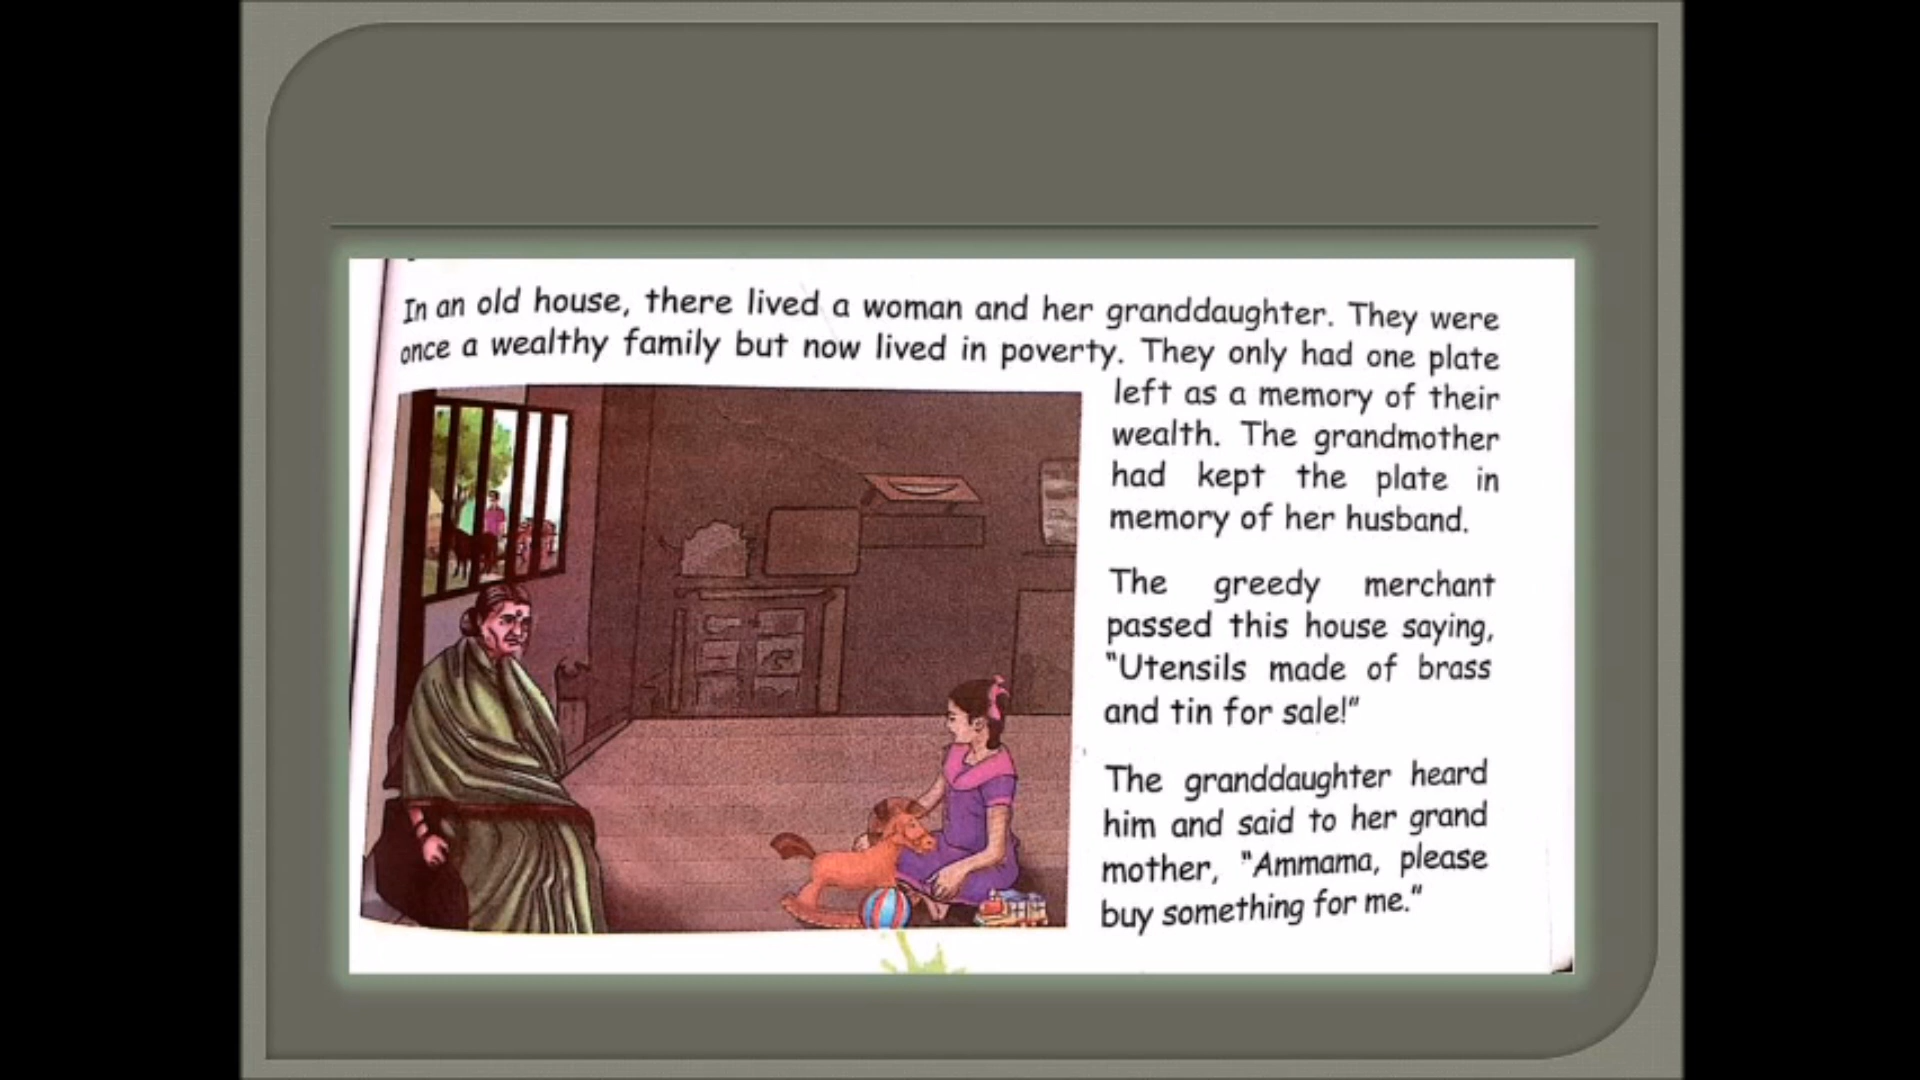 In an old house, there lived a woman and her granddaughter. They were
once a wealthy family but now lived in poverty. They only had one plate
left as a memory of their
wealth. The grandmother
had kept the plate in
memory of her husband.
The greedy merchant
passed this house saying,
"Utensils made of brass
and tin for sale!"
The granddaughter heard
him and said to her grand
mother, "Ammama, please
buy something for me."